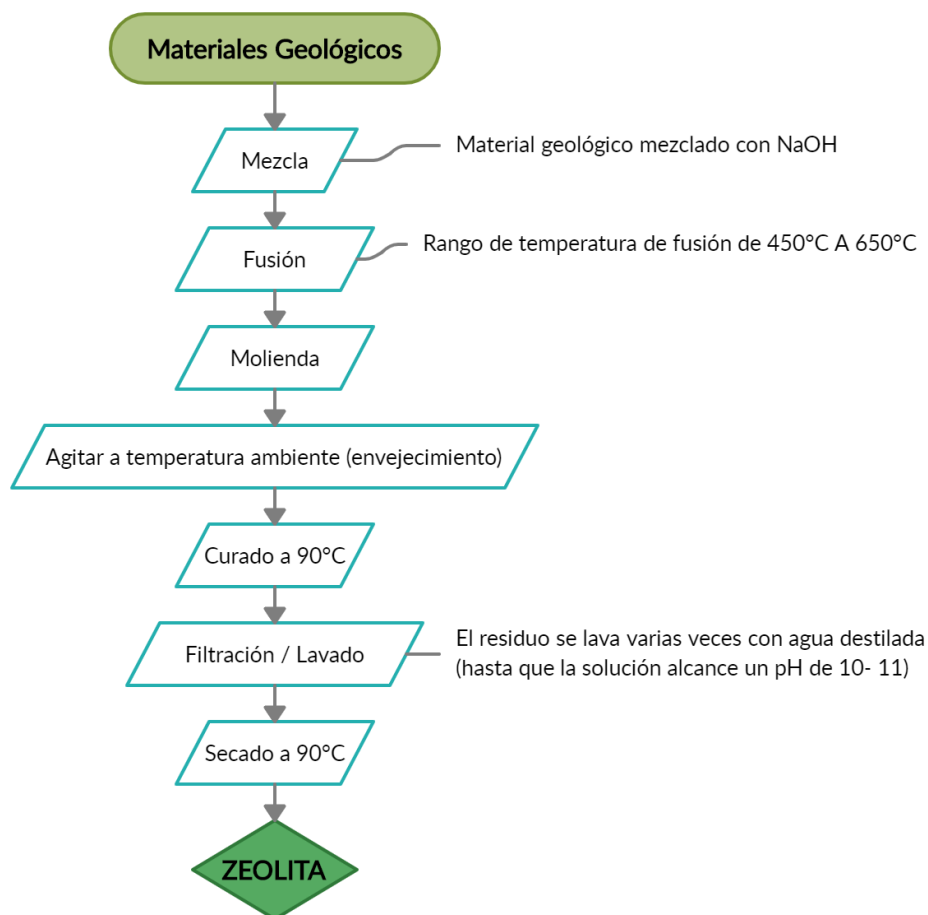 Materiales Geológicos
Mezcla
Material geológico mezclado con NaOH
Fusión
Rango de temperatura de fusión de 450°C A 650°C
Molienda
Agitar a temperatura ambiente (envejecimiento)
Curado a 90°C
Filtración / Lavado
El residuo se lava varias veces con agua destilada
(hasta que la solución alcance un pH de 10- 11)
Secado a 90°C
ZEOLITA